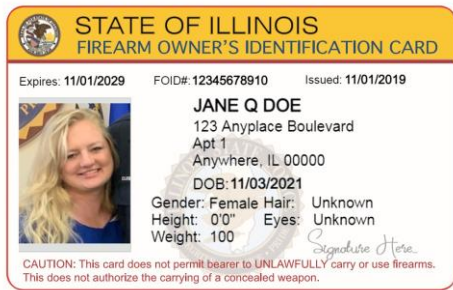 STATE OF ILLINOIS
FIREARM OWNER'S IDENTIFICATION CARD
Expires: 11/01/2029 FOID#: 12345678910 Issued: 11/01/2019
JANE Q DOE
123 Anyplace Boulevard
Apt 1
Anywhere, IL 00000
DOB: 11/03/2021
Gender: Female Hair: Unknown
Height: 0'0" Eyes: Unknown
Weight: 100
Signature Here
CAUTION: This card does not permit bearer to UNLAWFULLY carry or use firearms.
This does not authorize the carrying of a concealed weapon.